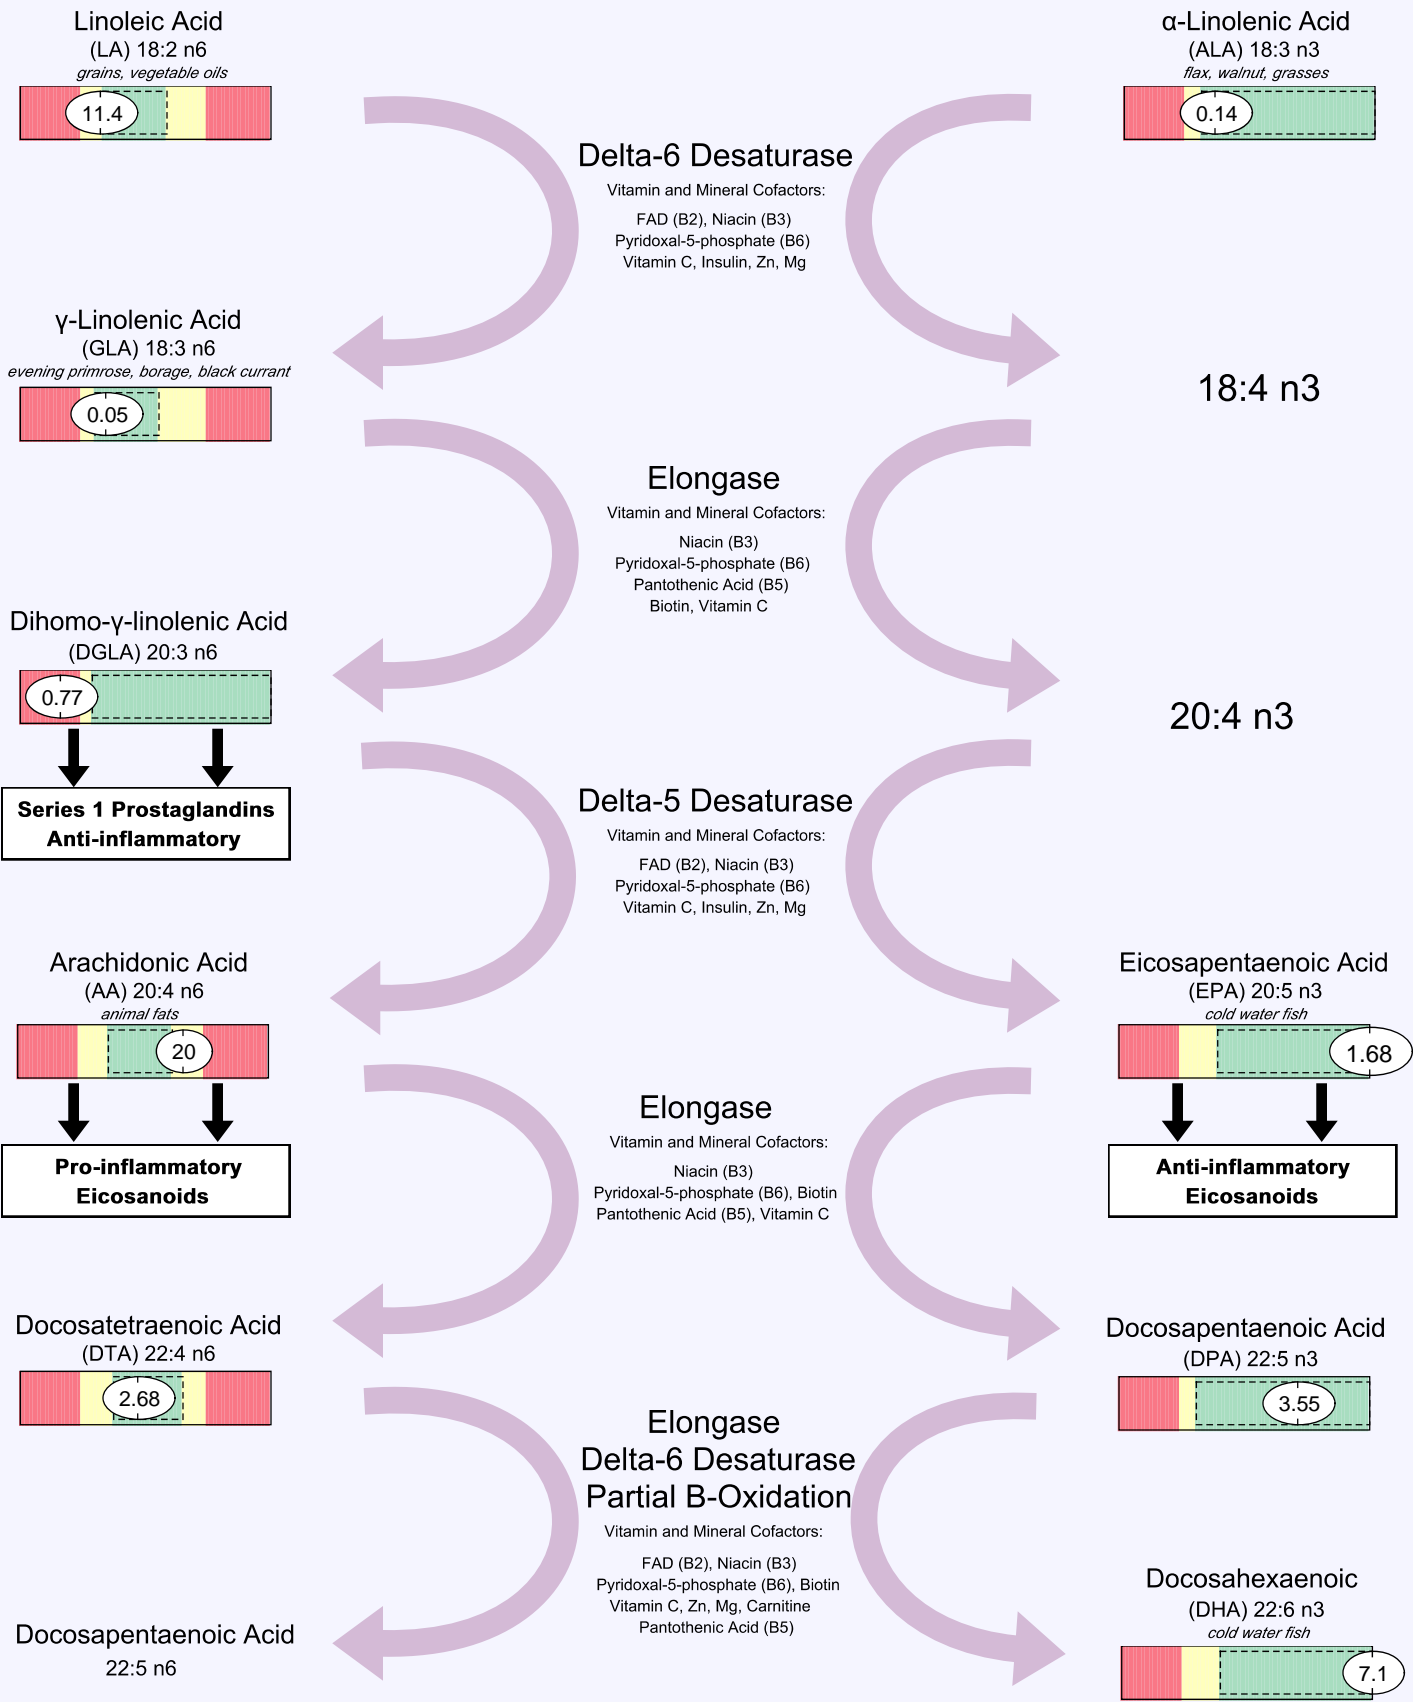 Linoleic Acid
(LA) 18:2 n6
grains, vegetable oils
11.4
α-Linolenic Acid
(ALA) 18:3 n3
flax, walnut, grasses
0.14
Delta-6 Desaturase
Vitamin and Mineral Cofactors:
FAD (B2), Niacin (B3)
Pyridoxal-5-phosphate (B6)
Vitamin C, Insulin, Zn, Mg
γ-Linolenic Acid
(GLA) 18:3 n6
evening primrose, borage, black currant
0.05
18:4 n3
Elongase
Vitamin and Mineral Cofactors:
Niacin (B3)
Pyridoxal-5-phosphate (B6)
Pantothenic Acid (B5)
Biotin, Vitamin C
Dihomo-γ-linolenic Acid
(DGLA) 20:3 n6
0.77
Series 1 Prostaglandins
Anti-inflammatory
20:4 n3
Delta-5 Desaturase
Vitamin and Mineral Cofactors:
FAD (B2), Niacin (B3)
Pyridoxal-5-phosphate (B6)
Vitamin C, Insulin, Zn, Mg
Arachidonic Acid
(AA) 20:4 n6
animal fats
20
Pro-inflammatory
Eicosanoids
Eicosapentaenoic Acid
(EPA) 20:5 n3
cold water fish
1.68
Anti-inflammatory
Eicosanoids
Elongase
Vitamin and Mineral Cofactors:
Niacin (B3)
Pyridoxal-5-phosphate (B6), Biotin
Pantothenic Acid (B5), Vitamin C
Docosatetraenoic Acid
(DTA) 22:4 n6
2.68
Docosapentaenoic Acid
(DPA) 22:5 n3
3.55
Elongase
Delta-6 Desaturase
Partial B-Oxidation
Vitamin and Mineral Cofactors:
FAD (B2), Niacin (B3)
Pyridoxal-5-phosphate (B6), Biotin
Vitamin C, Zn, Mg, Carnitine
Pantothenic Acid (B5)
Docosapentaenoic Acid
22:5 n6
Docosahexaenoic
(DHA) 22:6 n3
cold water fish
7.1